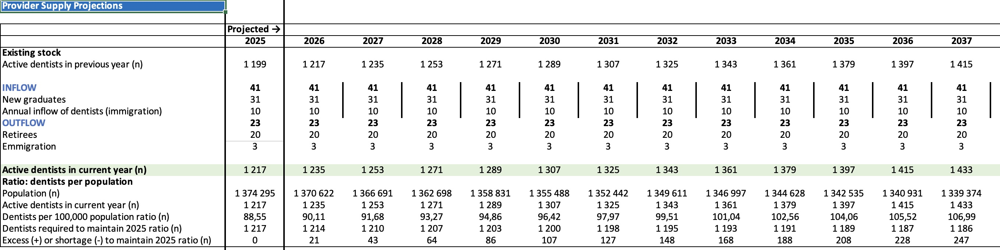 Provider Supply Projections
Projected →
2025 2026 2027 2028 2029 2030 2031 2032 2033 2034 2035 2036 2037
Existing stock
Active dentists in previous year (n) 1 199 1 217 1 235 1 253 1 271 1 289 1 307 1 325 1 343 1 361 1 379 1 397 1 415
INFLOW 41 41 41 41 41 41 41 41 41 41 41 41 41
New graduates 31 31 31 31 31 31 31 31 31 31 31 31 31
Annual inflow of dentists (immigration) 10 10 10 10 10 10 10 10 10 10 10 10 10
OUTFLOW 23 23 23 23 23 23 23 23 23 23 23 23 23
Retirees 20 20 20 20 20 20 20 20 20 20 20 20 20
Emmigration 3 3 3 3 3 3 3 3 3 3 3 3 3
Active dentists in current year (n) 1 217 1 235 1 253 1 271 1 289 1 307 1 325 1 343 1 361 1 379 1 397 1 415 1 433
Ratio: dentists per population
Population (n) 1 374 295 1 370 622 1 366 691 1 362 698 1 358 831 1 355 488 1 352 442 1 349 611 1 346 997 1 344 628 1 342 535 1 340 931 1 339 374
Active dentists in current year (n) 1 217 1 235 1 253 1 271 1 289 1 307 1 325 1 343 1 361 1 379 1 397 1 415 1 433
Dentists per 100,000 population ratio (n) 88,55 90,11 91,68 93,27 94,86 96,42 97,97 99,51 101,04 102,56 104,06 105,52 106,99
Dentists required to maintain 2025 ratio (n) 1 217 1 214 1 210 1 207 1 203 1 200 1 198 1 195 1 193 1 191 1 189 1 187 1 186
Excess (+) or shortage (-) to maintain 2025 ratio (n) 0 21 43 64 86 107 127 148 168 188 208 228 247